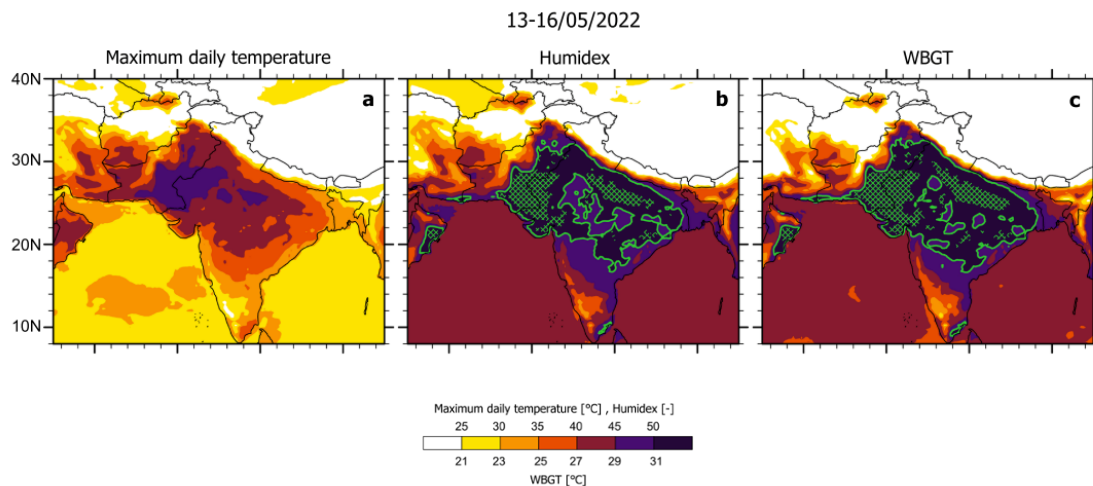 13-16/05/2022
Maximum daily temperature Humidex WBGT
40N a b c
30N
20N
10N
Maximum daily temperature [°C] , Humidex [-]
25 30 35 40 45 50
21 23 25 27 29 31
WBGT [°C]